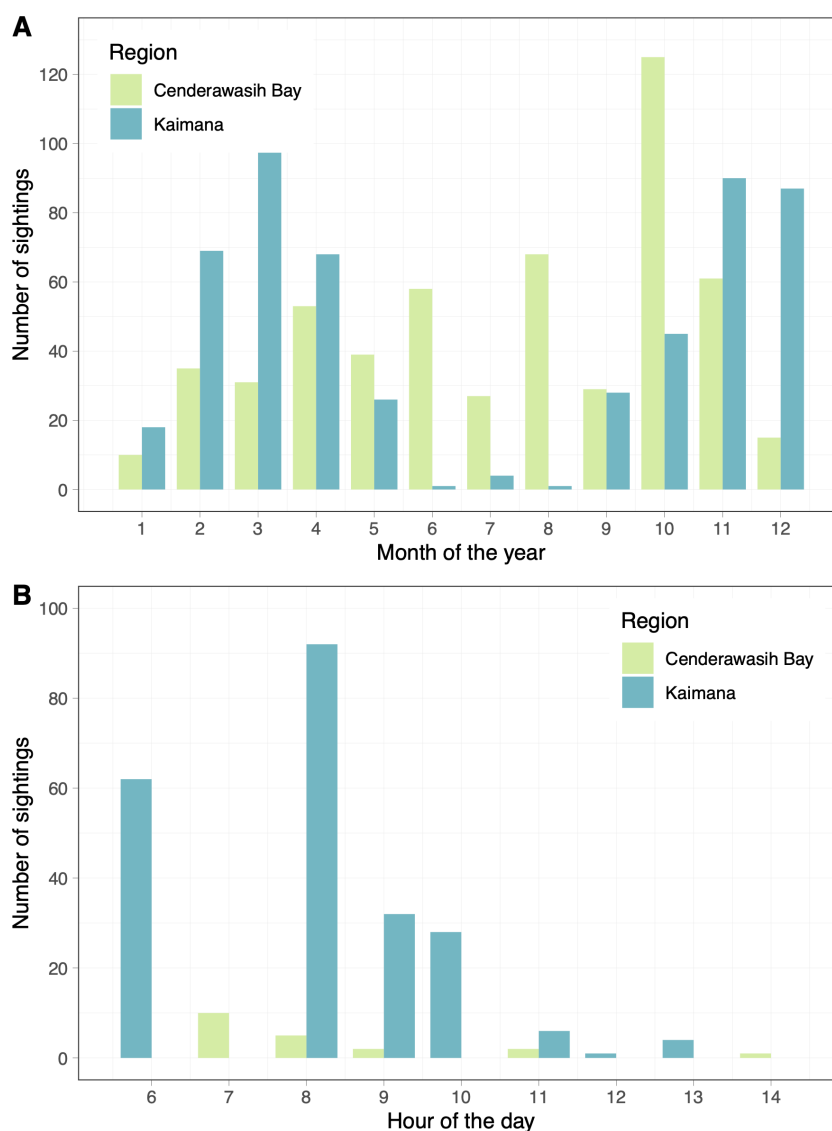 A
Region
Cenderawasih Bay
Kaimana
Number of sightings
120
100
80
60
40
20
0
1 2 3 4 5 6 7 8 9 10 11 12
Month of the year
B
Region
Cenderawasih Bay
Kaimana
Number of sightings
100
80
60
40
20
0
6 7 8 9 10 11 12 13 14
Hour of the day